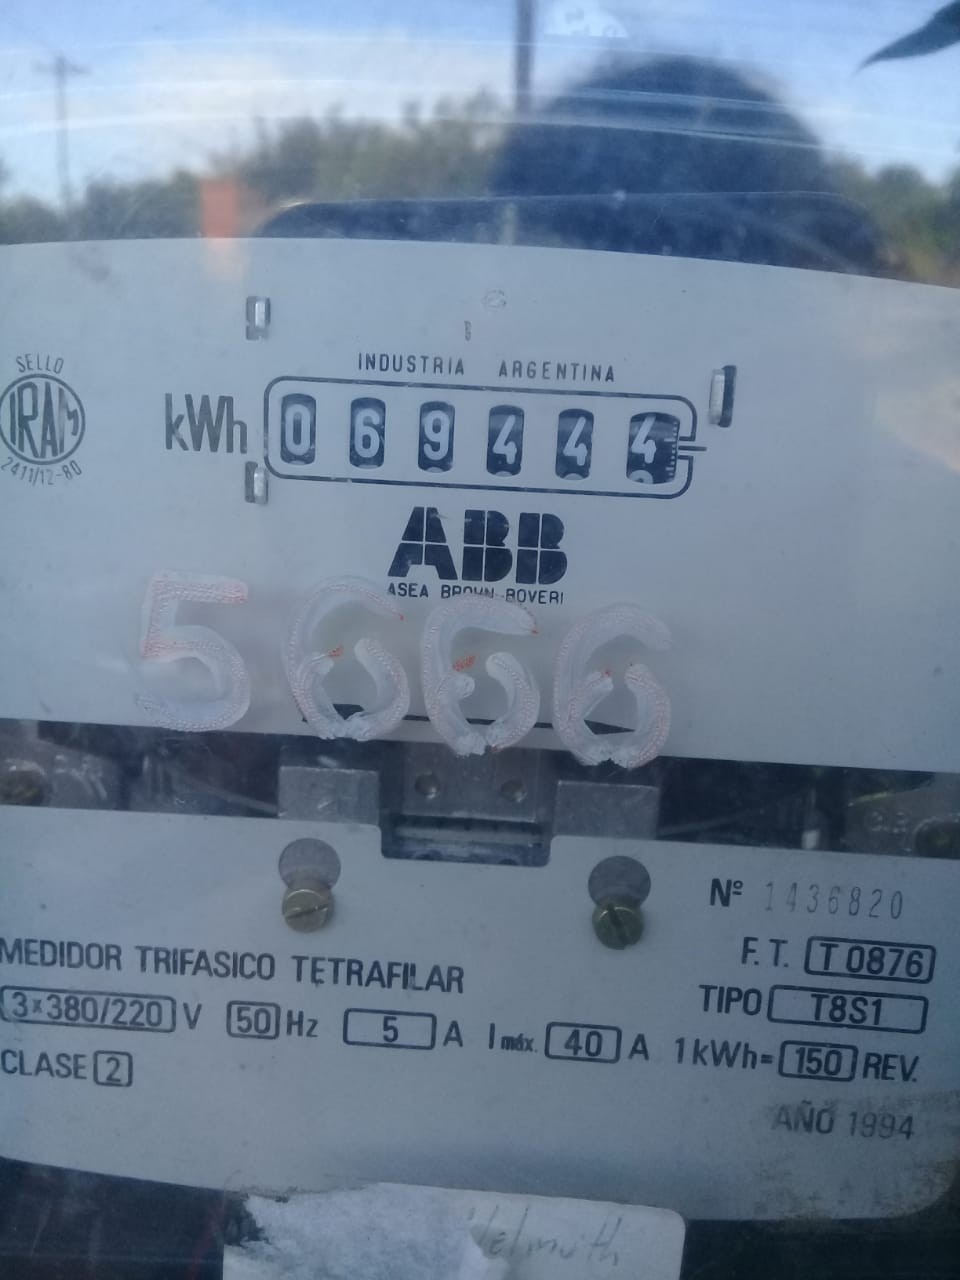 INDUSTRIA ARGENTINA
SELLO
IRAM
2411/12-80
kWh 069444
ABB
ASEA BROWN BOVERI
5666
Nº 1436820
MEDIDOR TRIFASICO TETRAFILAR
F.T. T0876
3x380/220 V 50 Hz 5 A I máx. 40 A
TIPO T8S1
1kWh= 150 REV.
CLASE 2
AÑO 1994